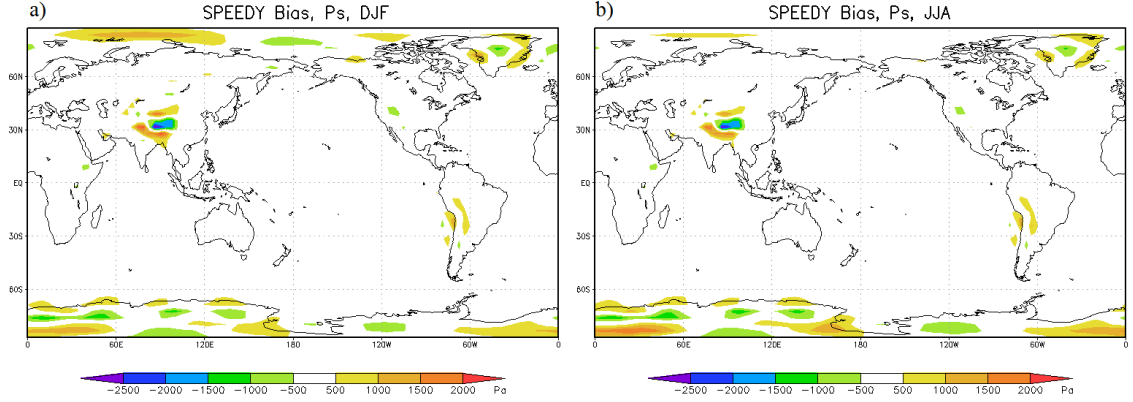 a)
SPEEDY Bias, Ps, DJF
60N
30N
EQ
30S
60S
0
60E
120E
180
120W
60W
0
-2500 -2000 -1500 -1000 -500 500 1000 1500 2000 Pa
b)
SPEEDY Bias, Ps, JJA
60N
30N
EQ
30S
60S
0
60E
120E
180
120W
60W
0
-2500 -2000 -1500 -1000 -500 500 1000 1500 2000 Pa